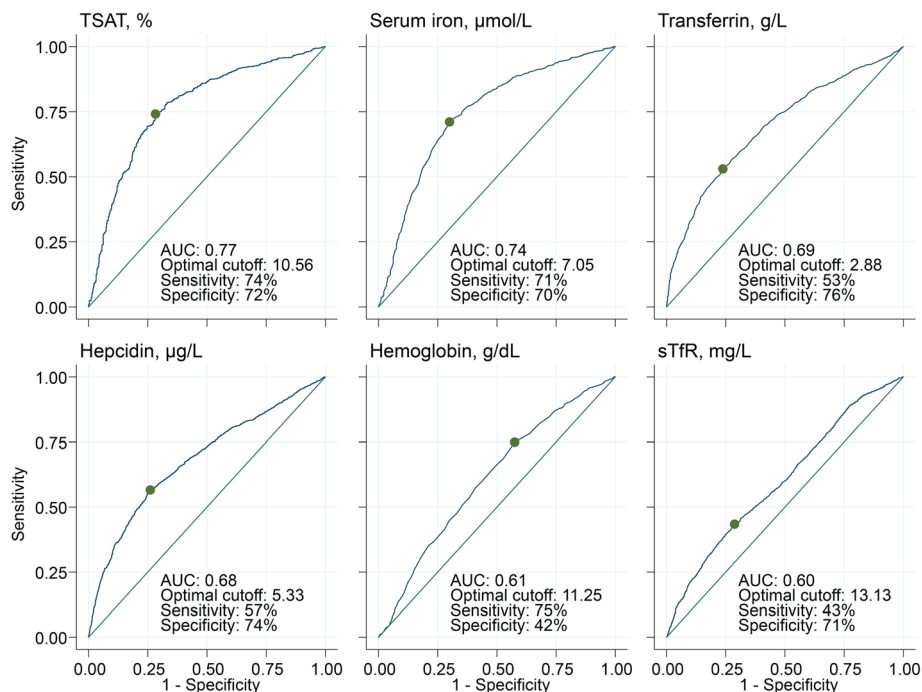 TSAT, %
Serum iron, μmol/L
Transferrin, g/L
1.00
0.75
0.50
0.25
0.00
Sensitivity
AUC: 0.77
Optimal cutoff: 10.56
Sensitivity: 74%
Specificity: 72%
AUC: 0.74
Optimal cutoff: 7.05
Sensitivity: 71%
Specificity: 70%
AUC: 0.69
Optimal cutoff: 2.88
Sensitivity: 53%
Specificity: 76%
Hepcidin, μg/L
Hemoglobin, g/dL
sTfR, mg/L
1.00
0.75
0.50
0.25
0.00
Sensitivity
AUC: 0.68
Optimal cutoff: 5.33
Sensitivity: 57%
Specificity: 74%
AUC: 0.61
Optimal cutoff: 11.25
Sensitivity: 75%
Specificity: 42%
AUC: 0.60
Optimal cutoff: 13.13
Sensitivity: 43%
Specificity: 71%
0.00 0.25 0.50 0.75 1.00
0.00 0.25 0.50 0.75 1.00
0.00 0.25 0.50 0.75 1.00
1 - Specificity
1 - Specificity
1 - Specificity